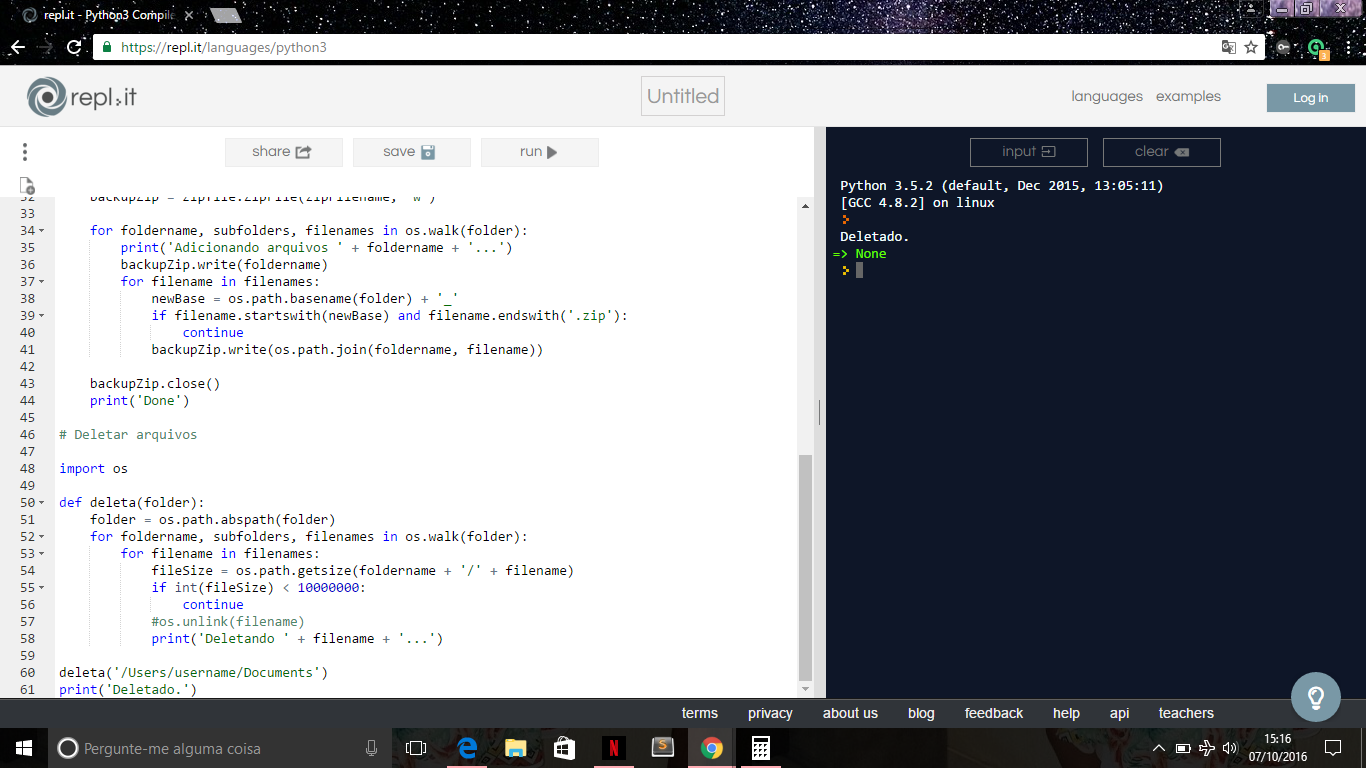 repl.it - Python3 Compile
https://repl.it/languages/python3
3
repl.it
Untitled
languages examples
Log in
share save run
input clear
32 backupZip = zipfile.ZipFile(zipFilename, 'w')
33
34 for foldername, subfolders, filenames in os.walk(folder):
35 print('Adicionando arquivos ' + foldername + '...')
36 backupZip.write(foldername)
37 for filename in filenames:
38 newBase = os.path.basename(folder) + '_'
39 if filename.startswith(newBase) and filename.endswith('.zip'):
40 continue
41 backupZip.write(os.path.join(foldername, filename))
42
43 backupZip.close()
44 print('Done')
45
46 # Deletar arquivos
47
48 import os
49
50 def deleta(folder):
51 folder = os.path.abspath(folder)
52 for foldername, subfolders, filenames in os.walk(folder):
53 for filename in filenames:
54 fileSize = os.path.getsize(foldername + '/' + filename)
55 if int(fileSize) < 10000000:
56 continue
57 #os.unlink(filename)
58 print('Deletando ' + filename + '...')
59
60 deleta('/Users/username/Documents')
61 print('Deletado.')
Python 3.5.2 (default, Dec 2015, 13:05:11)
[GCC 4.8.2] on linux
Deletado.
=> None
terms privacy about us blog feedback help api teachers
Pergunte-me alguma coisa
N
S
15:16
07/10/2016